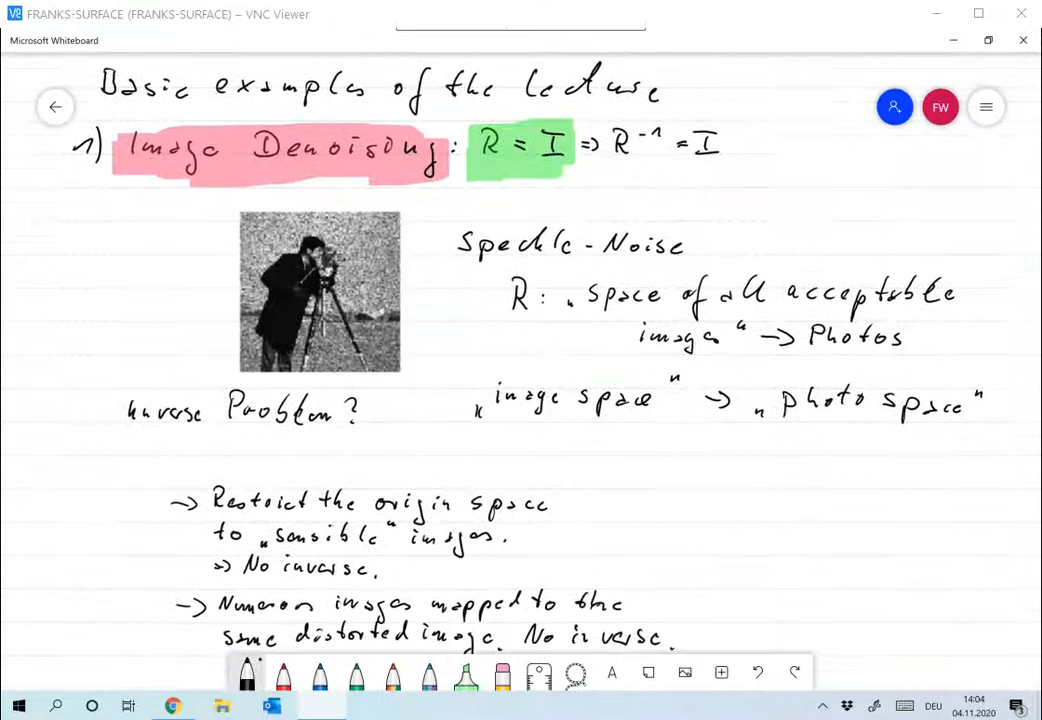 FRANKS-SURFACE (FRANKS-SURFACE) – VNC Viewer
Microsoft Whiteboard
Basic examples of the lecture
1) Image Denoising: R = I => R⁻¹ = I
FW
Speckle-Noise
R: „space of all acceptable
images“ → Photos
inverse Problem?
„image space“ → „photo space“
→ Restrict the origin space
to „sensible“ images.
=> No inverse.
→ Numerous images mapped to the
same distorted image. No inverse.
A
DEU
14:04
04.11.2020
3